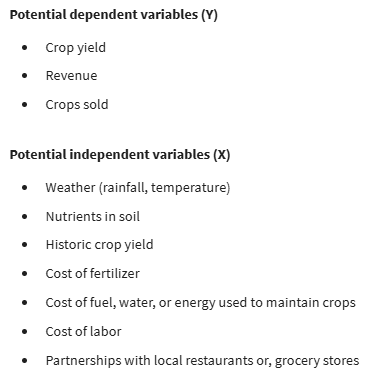 Potential dependent variables (Y)
• Crop yield
• Revenue
• Crops sold
Potential independent variables (X)
• Weather (rainfall, temperature)
• Nutrients in soil
• Historic crop yield
• Cost of fertilizer
• Cost of fuel, water, or energy used to maintain crops
• Cost of labor
• Partnerships with local restaurants or, grocery stores